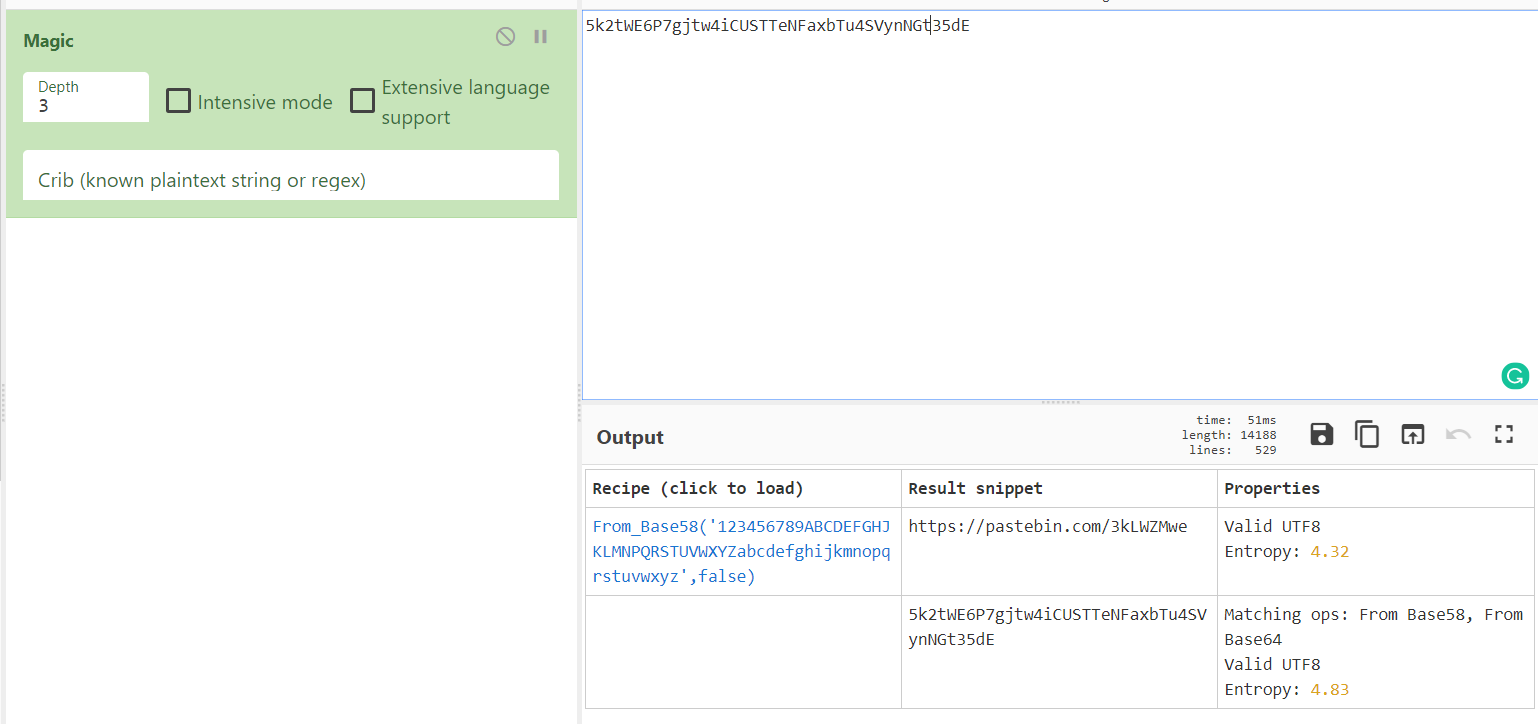 Magic
Depth
3
Intensive mode
Extensive language
support
Crib (known plaintext string or regex)
5k2tWE6P7gjtw4iCUSTTeNFaxbTu4SVynNGt35dE
Output
time: 51ms
length: 14188
lines: 529
Recipe (click to load) Result snippet Properties
From_Base58('123456789ABCDEFGHJ
KLMNPQRSTUVWXYZabcdefghijkmnopq
rstuvwxyz',false)
https://pastebin.com/3kLWZMwe
Valid UTF8
Entropy: 4.32
5k2tWE6P7gjtw4iCUSTTeNFaxbTu4SV
ynNGt35dE
Matching ops: From Base58, From
Base64
Valid UTF8
Entropy: 4.83